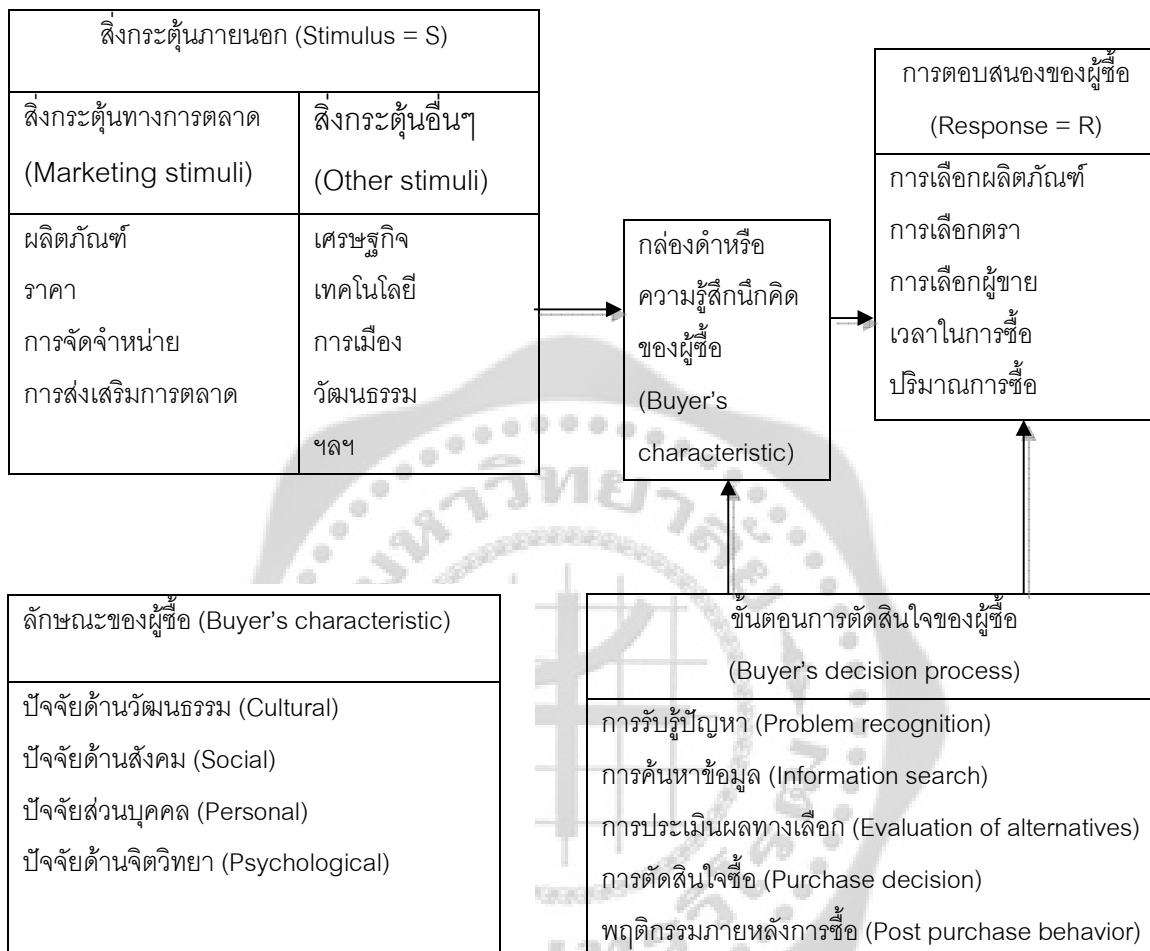 สิ่งกระตุ้นภายนอก (Stimulus = S)
สิ่งกระตุ้นทางการตลาด
(Marketing stimuli)
สิ่งกระตุ้นอื่นๆ
(Other stimuli)
ผลิตภัณฑ์
ราคา
การจัดจำหน่าย
การส่งเสริมการตลาด
เศรษฐกิจ
เทคโนโลยี
การเมือง
วัฒนธรรม
ฯลฯ
กล่องดำหรือ
ความรู้สึกนึกคิด
ของผู้ซื้อ
(Buyer's
characteristic)
การตอบสนองของผู้ซื้อ
(Response = R)
การเลือกผลิตภัณฑ์
การเลือกตรา
การเลือกผู้ขาย
เวลาในการซื้อ
ปริมาณการซื้อ
ลักษณะของผู้ซื้อ (Buyer's characteristic)
ปัจจัยด้านวัฒนธรรม (Cultural)
ปัจจัยด้านสังคม (Social)
ปัจจัยส่วนบุคคล (Personal)
ปัจจัยด้านจิตวิทยา (Psychological)
ขั้นตอนการตัดสินใจของผู้ซื้อ
(Buyer's decision process)
การรับรู้ปัญหา (Problem recognition)
การค้นหาข้อมูล (Information search)
การประเมินผลทางเลือก (Evaluation of alternatives)
การตัดสินใจซื้อ (Purchase decision)
พฤติกรรมภายหลังการซื้อ (Post purchase behavior)